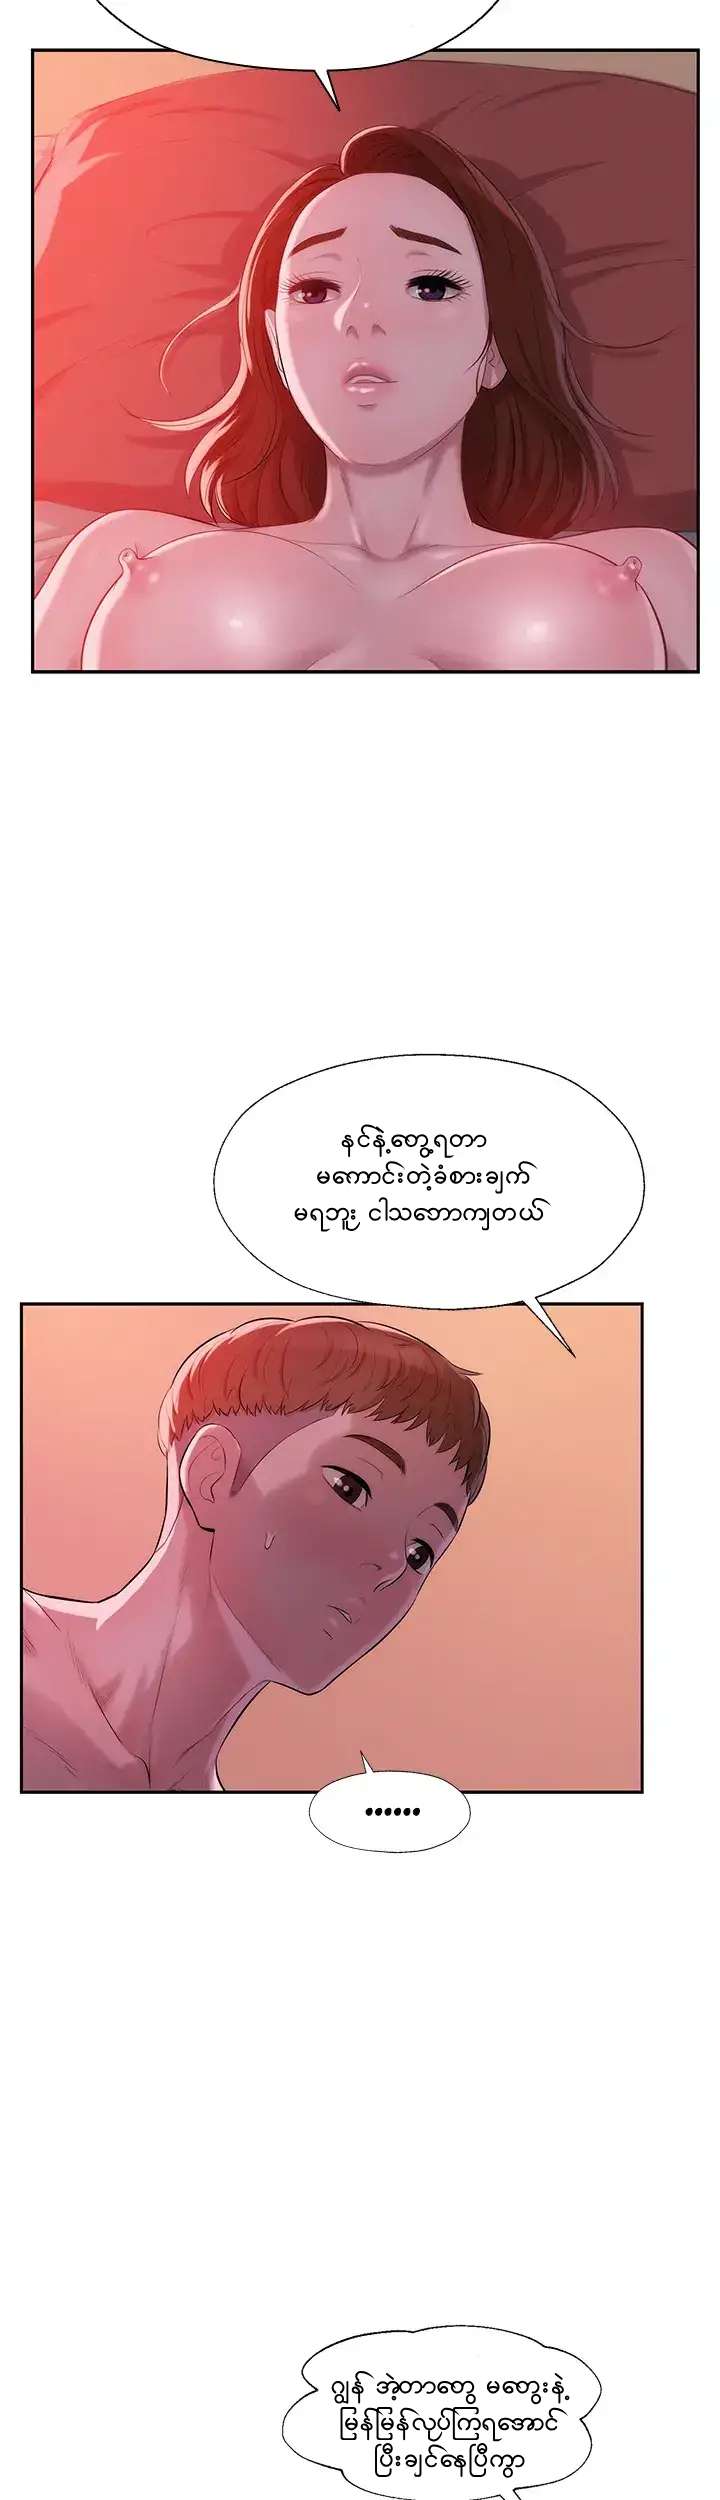 နင်နဲ့တွေ့ရတာ
မကောင်းတဲ့ခံစားချက်
မရဘူး ငါသဘောကျတယ်
••••••
ဂျွန် အဲ့တာတွေ မတွေးနဲ့
မြန်မြန်လုပ်ကြရအောင်
ပြီးချင်နေပြီကွာ